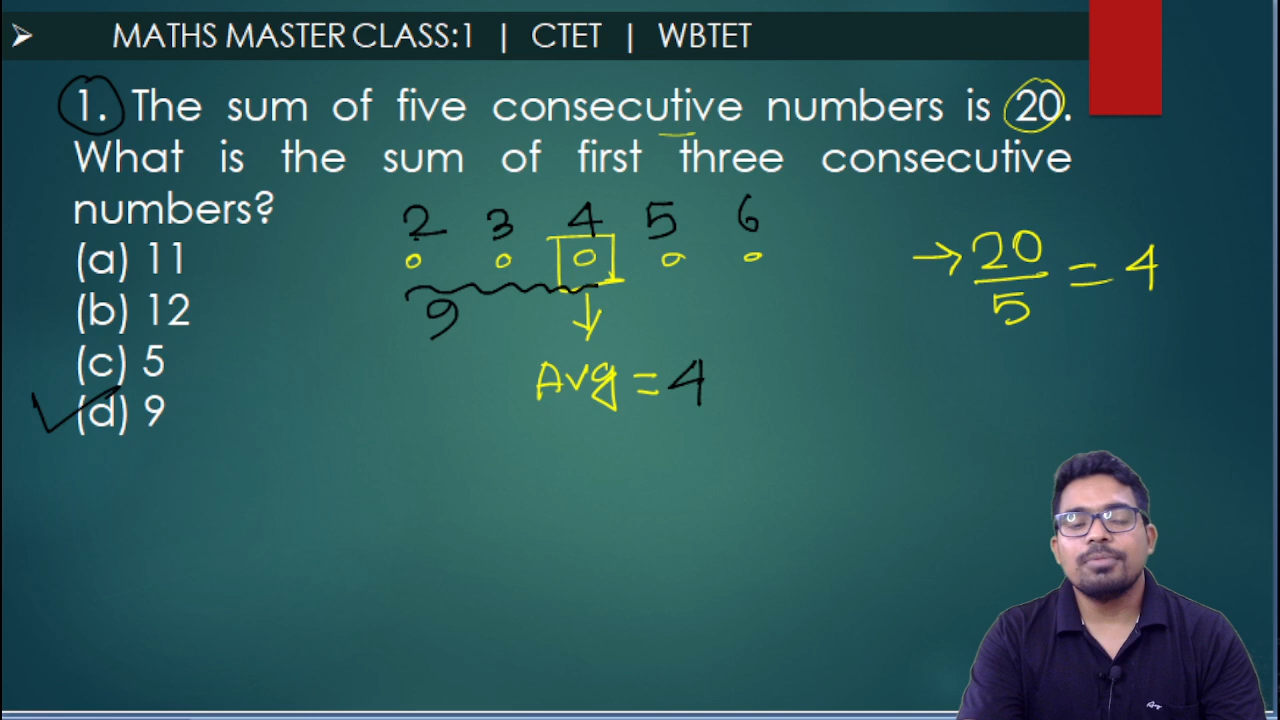 MATHS MASTER CLASS:1 | CTET | WBTET
1. The sum of five consecutive numbers is 20.
What is the sum of first three consecutive
numbers?
2 3 4 5 6
(a) 11
→ 20/5 = 4
(b) 12
9
(c) 5
Avg = 4
(d) 9